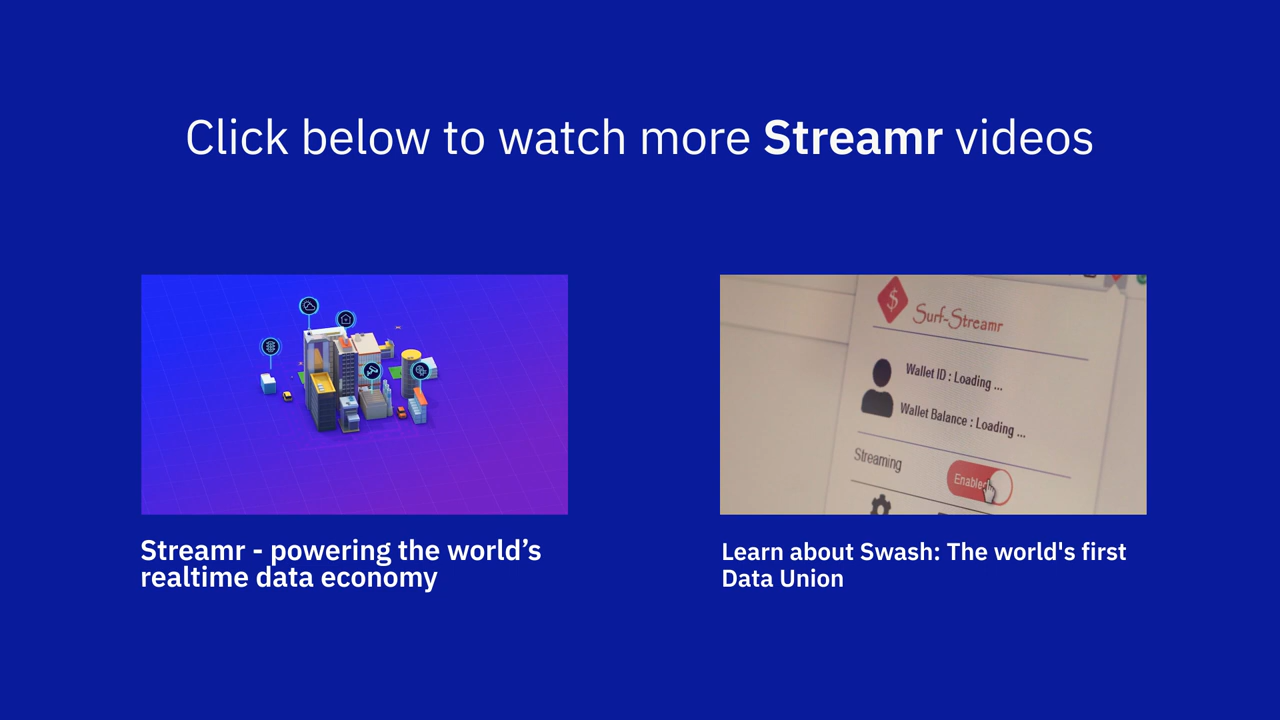 Click below to watch more Streamr videos
Surf-Streamr
Wallet ID : Loading ...
Wallet Balance : Loading ...
Streaming
Enabled
Streamr - powering the world’s
realtime data economy
Learn about Swash: The world's first
Data Union